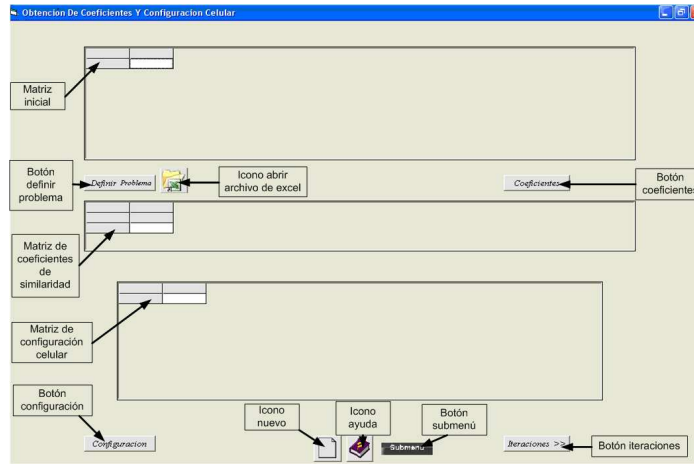 Obtencion De Coeficientes Y Configuracion Celular
Matriz
inicial
Botón
definir
problema
Definir Problema
Icono abrir
archivo de excel
Coeficientes
Botón
coeficientes
Matriz de
coeficientes
de
similaridad
Matriz de
configuración
celular
Botón
configuración
Configuracion
Icono
nuevo
Icono
ayuda
Botón
submenú
Submenu
Iteraciones >>
Botón iteraciones